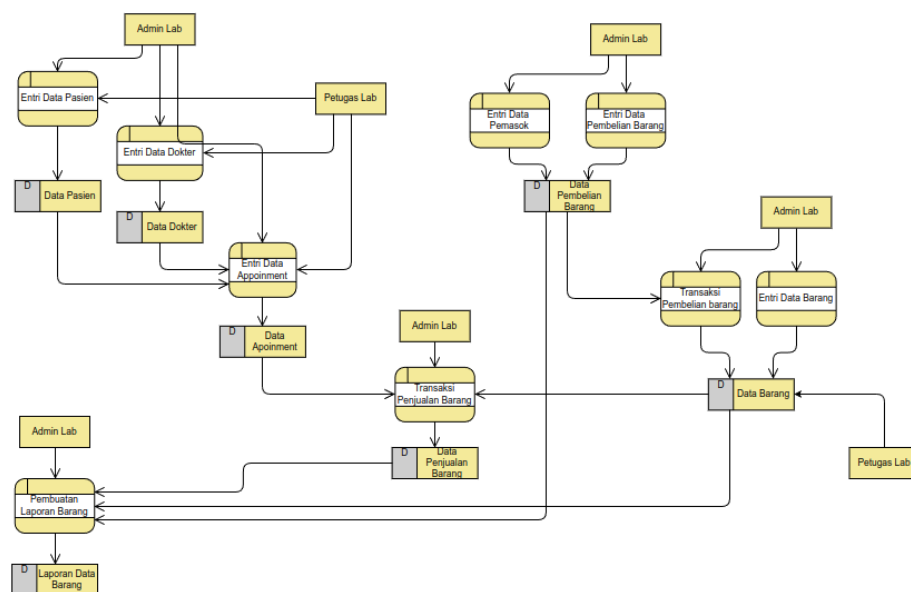 Admin Lab
Admin Lab
Entri Data Pasien
Petugas Lab
Entri Data
Pemasok
Entri Data
Pembelian Barang
Entri Data Dokter
D
Data Pasien
D
Data
Pembelian
Barang
D
Data Dokter
Admin Lab
Entri Data
Appoinment
Transaksi
Pembelian barang
Entri Data Barang
D
Data
Apoinment
Admin Lab
Transaksi
Penjualan Barang
D
Data Barang
Admin Lab
D
Data
Penjualan
Barang
Petugas Lab
Pembuatan
Laporan Barang
D
Laporan Data
Barang